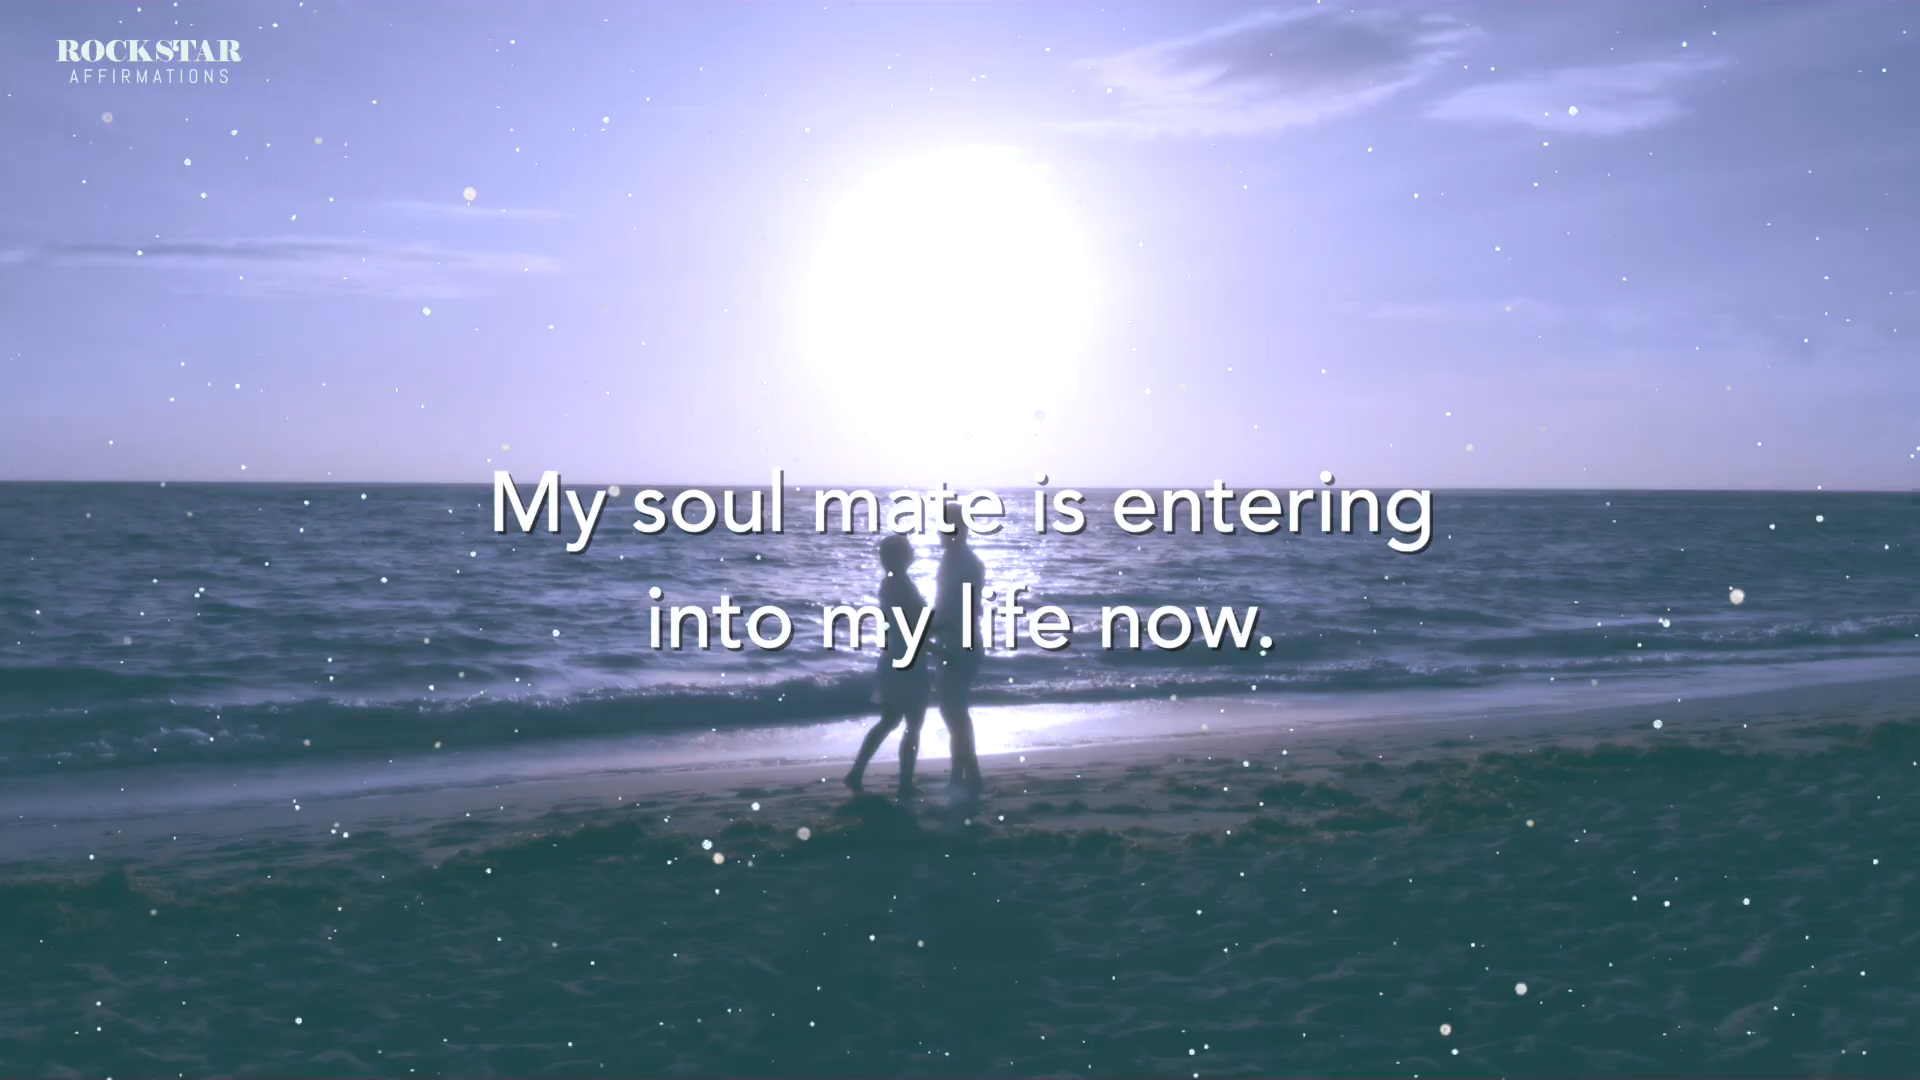 ROCKSTAR
AFFIRMATIONS
My soul mate is entering
into my life now.